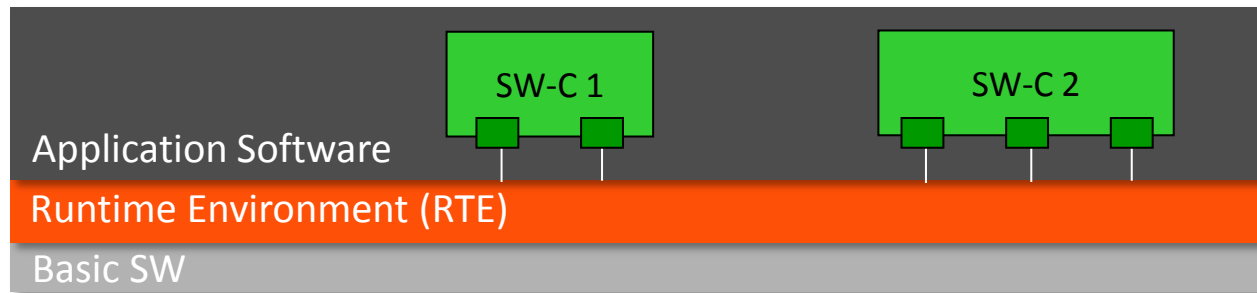 SW-C 1
SW-C 2
Application Software
Runtime Environment (RTE)
Basic SW